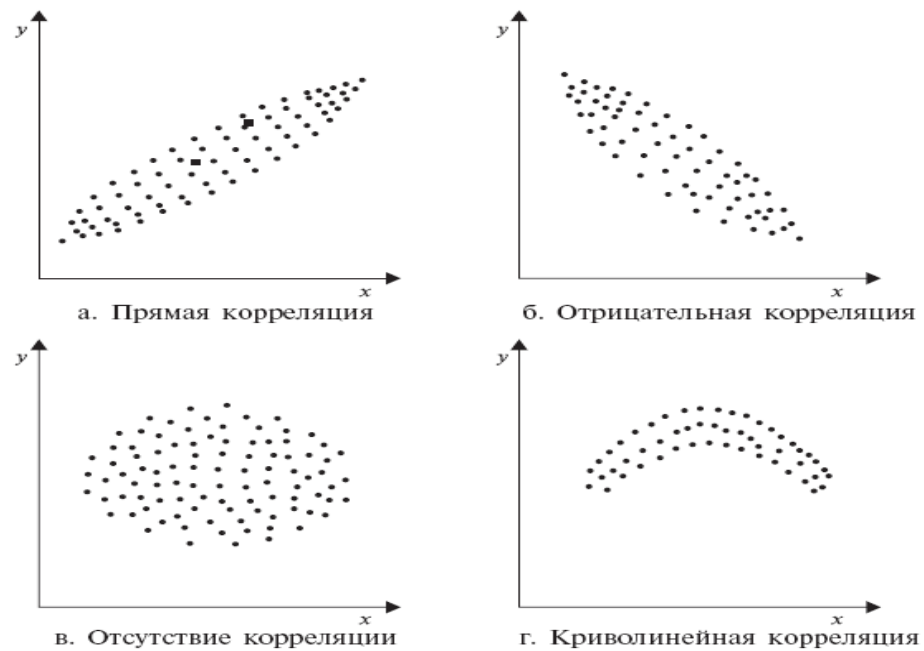 y
y
x
x
а. Прямая корреляция
б. Отрицательная корреляция
y
y
x
x
в. Отсутствие корреляции
г. Криволинейная корреляция